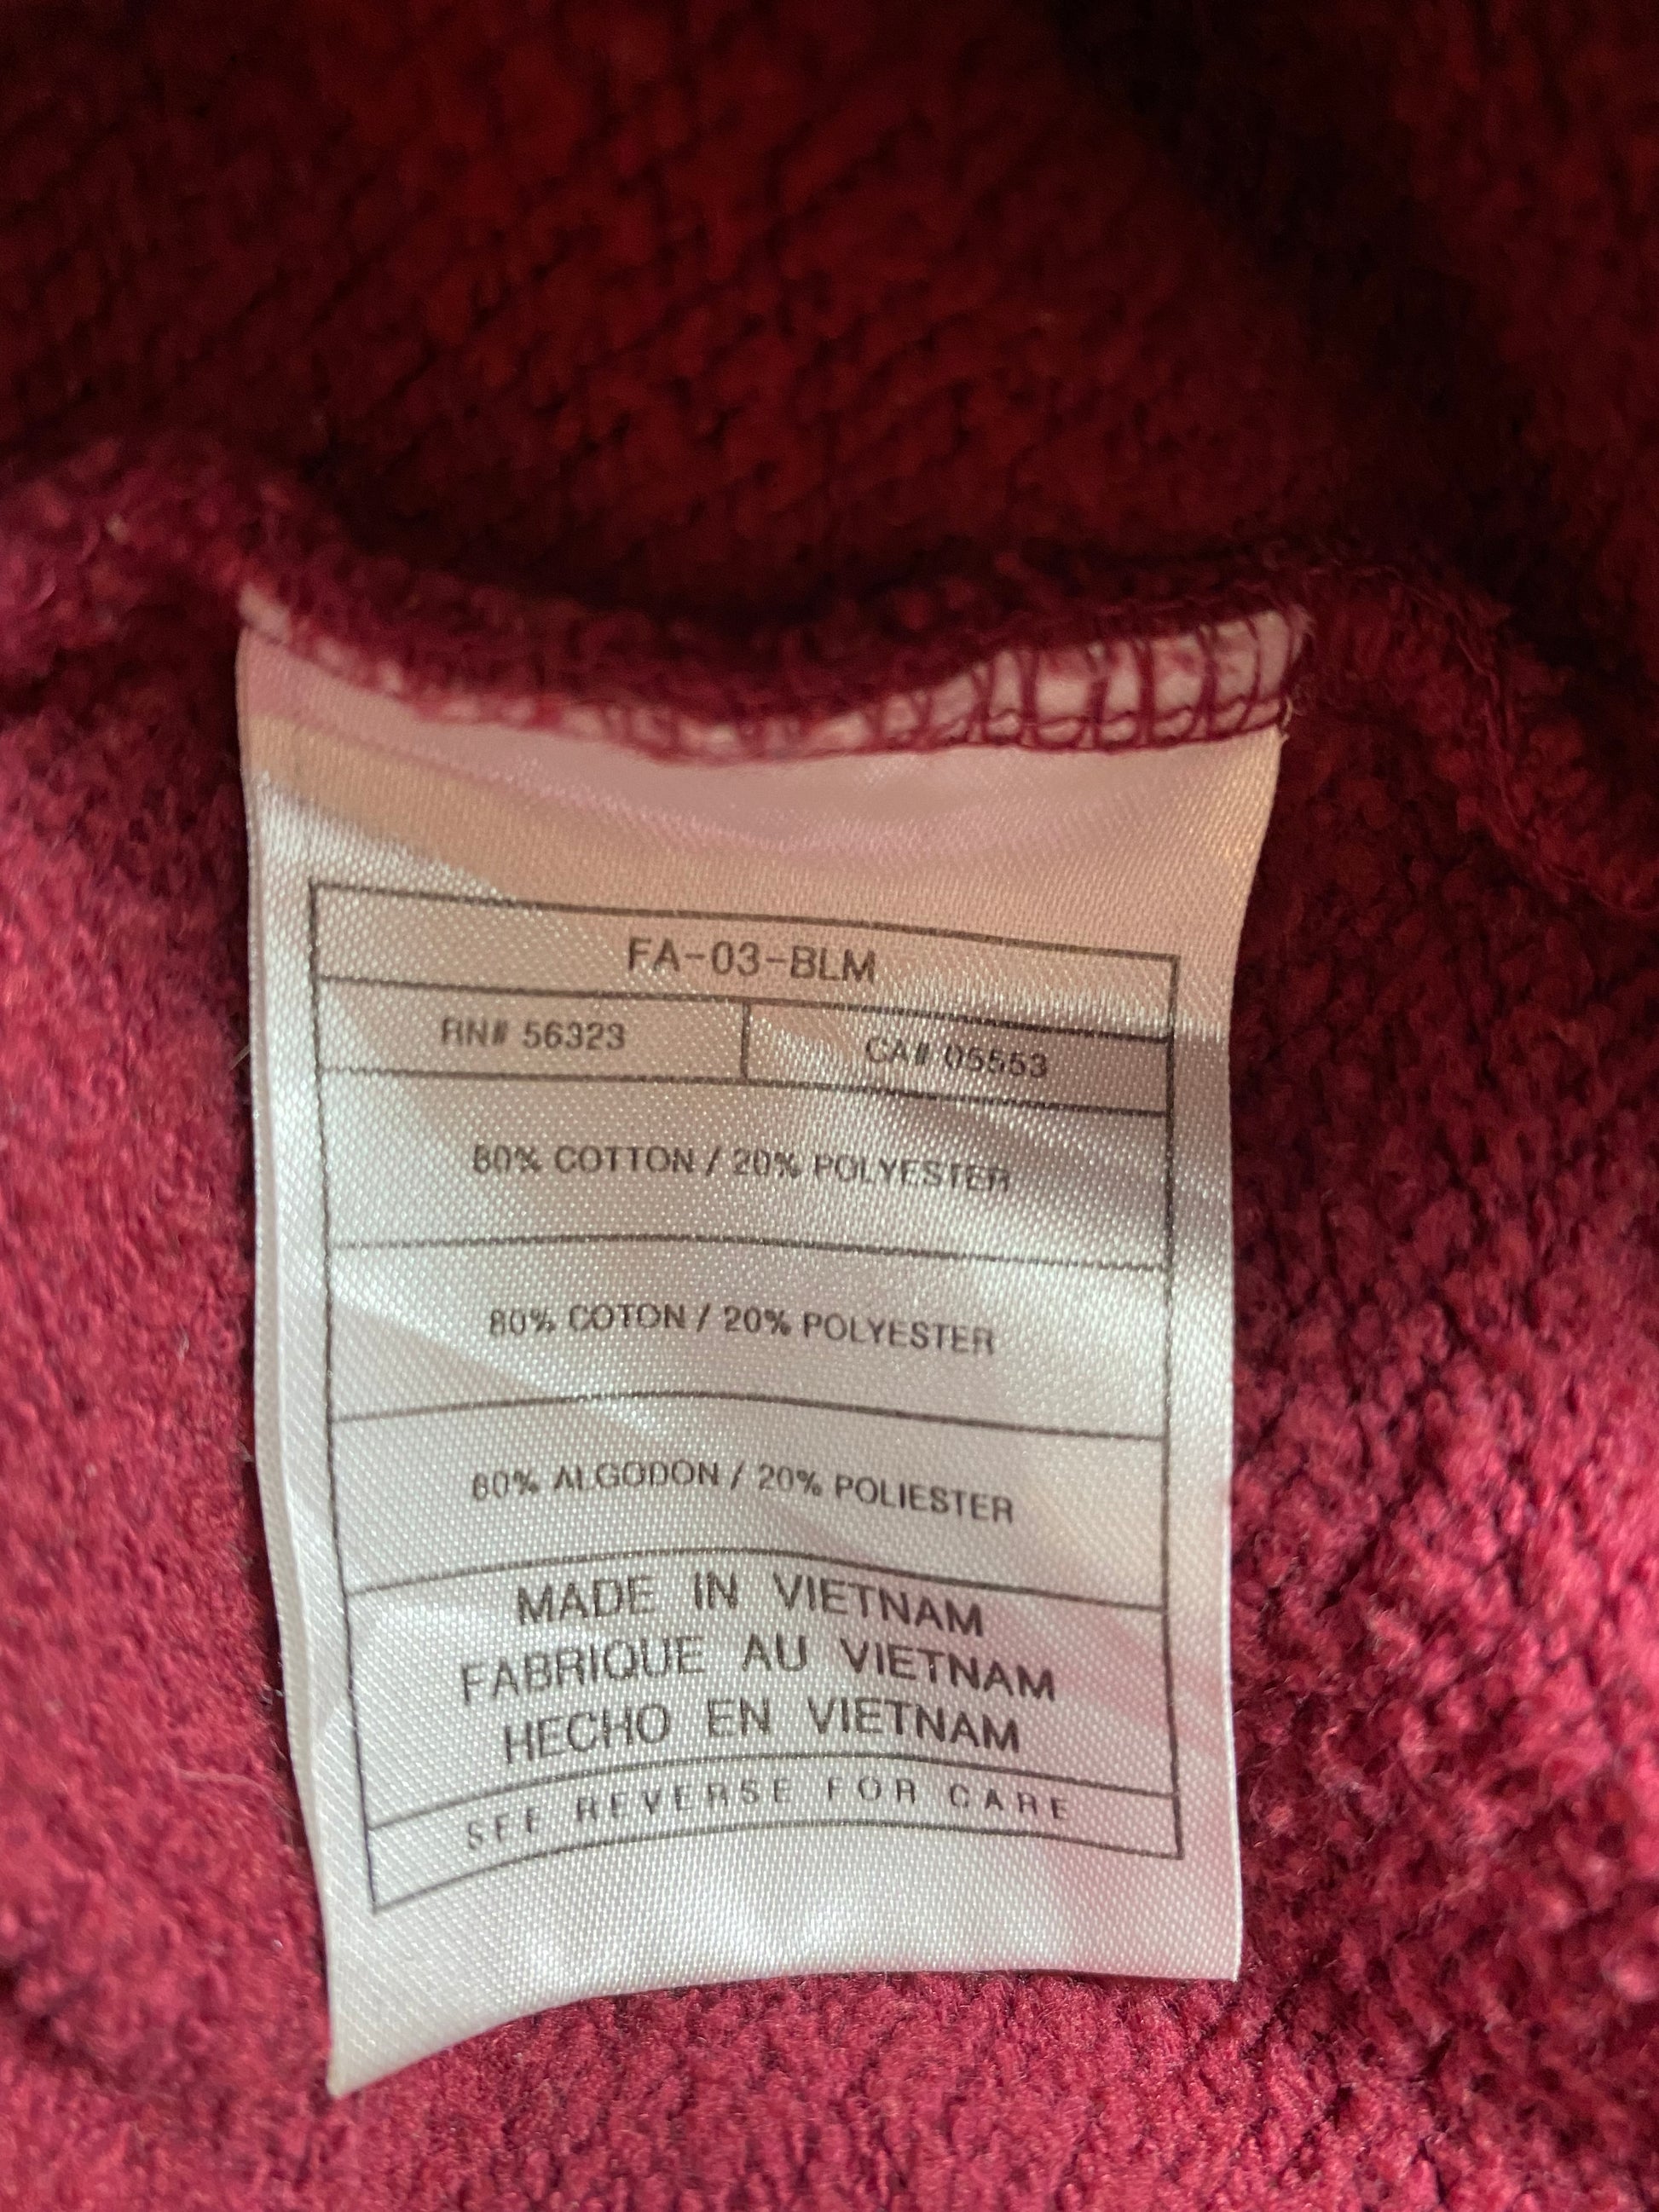 FA-03-BLM
RN# 56323
CA# 05553
80% COTTON / 20% POLYESTER
80% COTON / 20% POLYESTER
80% ALGODON / 20% POLIESTER
MADE IN VIETNAM
FABRIQUE AU VIETNAM
HECHO EN VIETNAM
SEE REVERSE FOR CARE